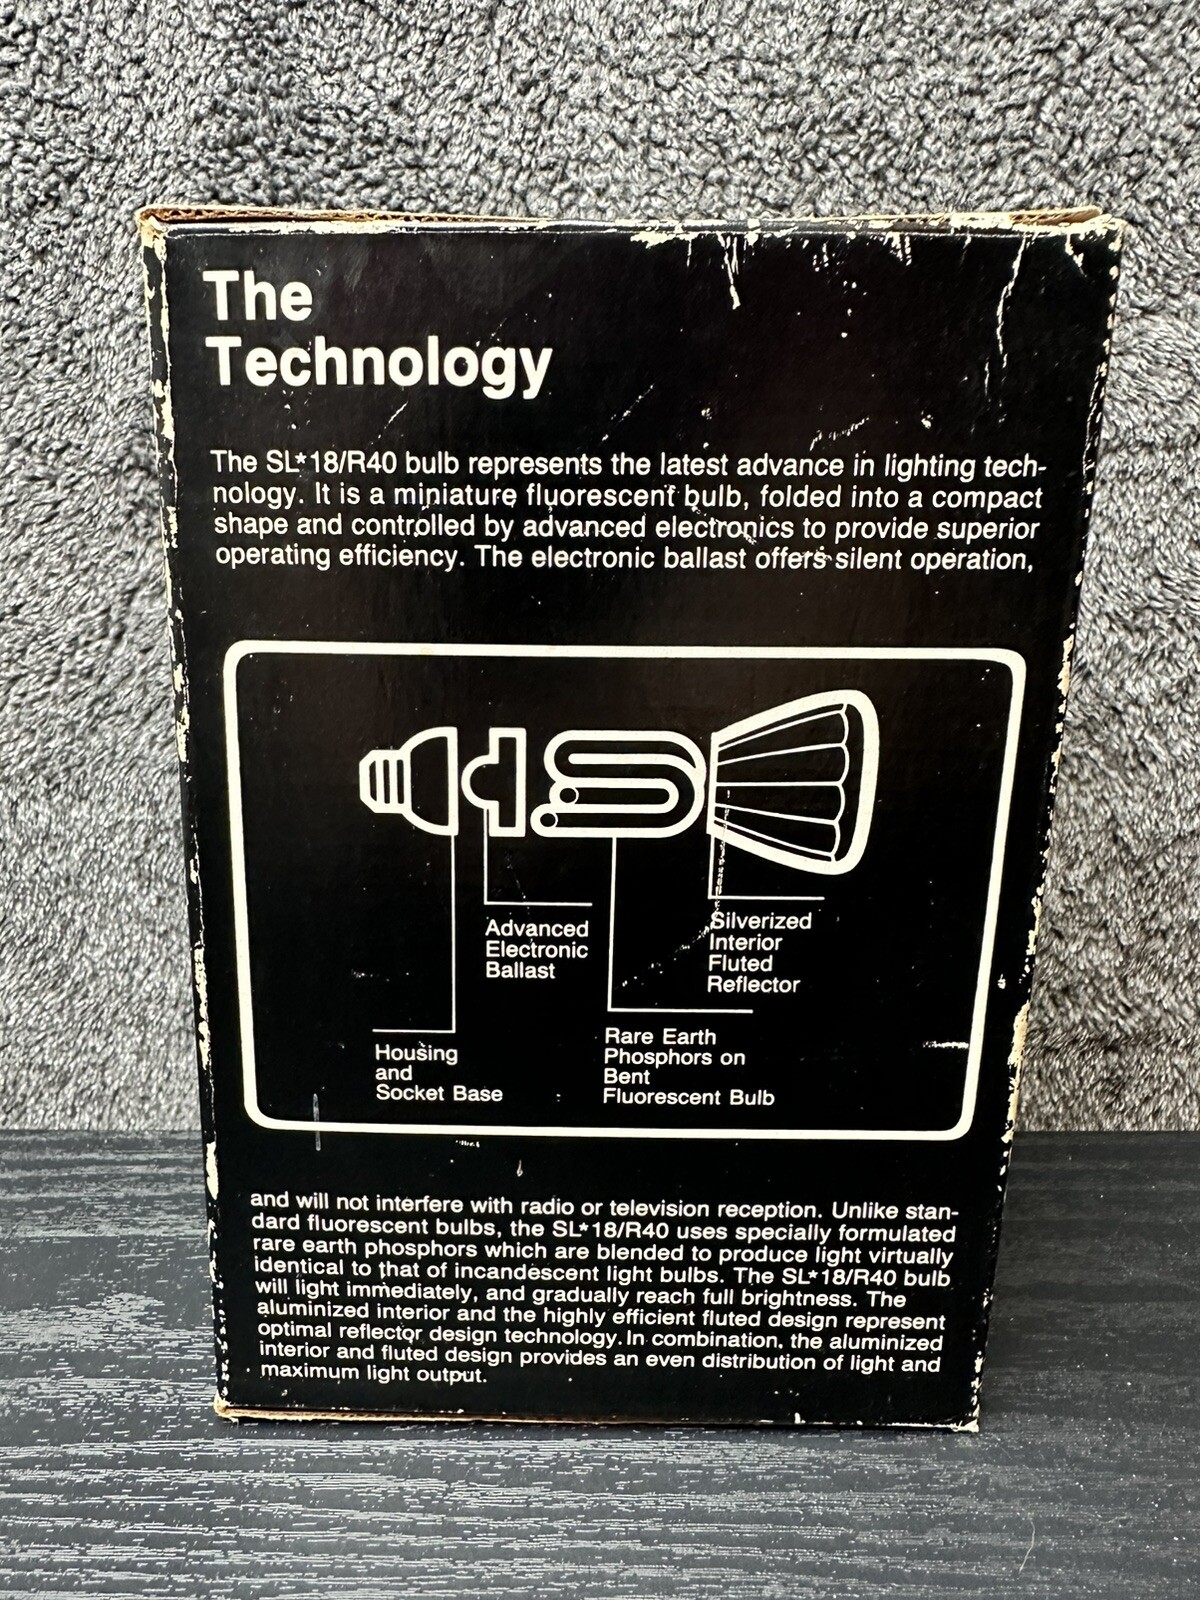 The
Technology
The SL*18/R40 bulb represents the latest advance in lighting tech-
nology. It is a miniature fluorescent bulb, folded into a compact
shape and controlled by advanced electronics to provide superior
operating efficiency. The electronic ballast offers silent operation,
Advanced
Electronic
Ballast
Silverized
Interior
Fluted
Reflector
Housing
and
Socket Base
Rare Earth
Phosphors on
Bent
Fluorescent Bulb
and will not interfere with radio or television reception. Unlike stan-
dard fluorescent bulbs, the SL*18/R40 uses specially formulated
rare earth phosphors which are blended to produce light virtually
identical to that of incandescent light bulbs. The SL*18/R40 bulb
will light immediately, and gradually reach full brightness. The
aluminized interior and the highly efficient fluted design represent
optimal reflector design technology. In combination, the aluminized
interior and fluted design provides an even distribution of light and
maximum light output.